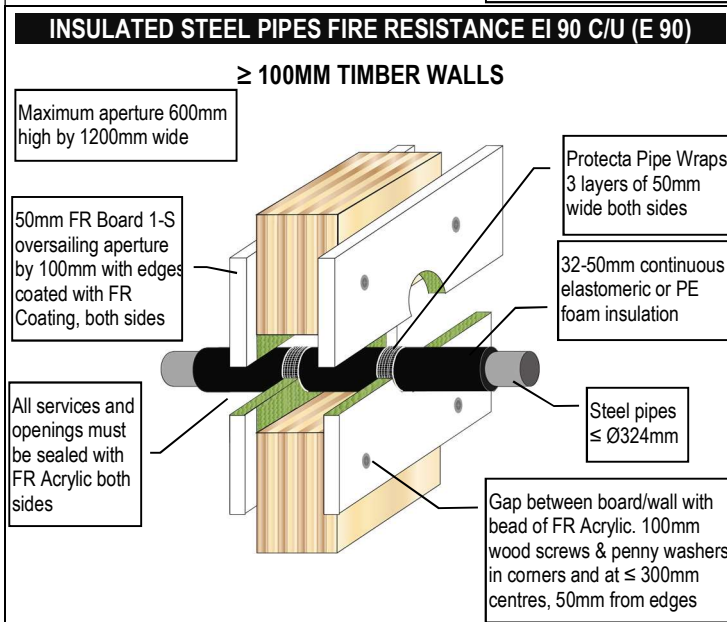 INSULATED STEEL PIPES FIRE RESISTANCE EI 90 C/U (E 90)
≥ 100MM TIMBER WALLS
Maximum aperture 600mm
high by 1200mm wide
50mm FR Board 1-S
oversailing aperture
by 100mm with edges
coated with FR
Coating, both sides
All services and
openings must
be sealed with
FR Acrylic both
sides
Protecta Pipe Wraps
3 layers of 50mm
wide both sides
32-50mm continuous
elastomeric or PE
foam insulation
Steel pipes
≤ Ø324mm
Gap between board/wall with
bead of FR Acrylic. 100mm
wood screws & penny washers
in corners and at ≤ 300mm
centres, 50mm from edges